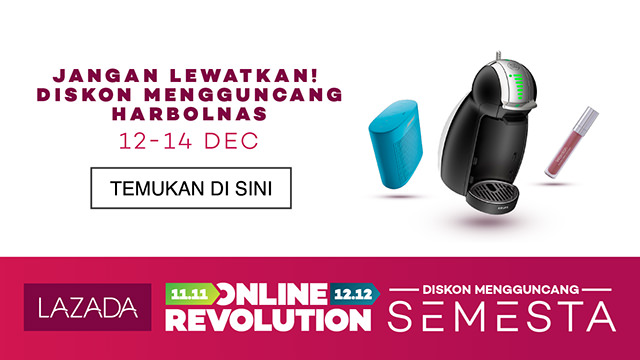 JANGAN LEWATKAN!
DISKON MENGGUNCANG
HARBOLNAS
12-14 DEC
TEMUKAN DI SINI
LAZADA
11.11 ONLINE 12.12
REVOLUTION
DISKON MENGGUNCANG
SEMESTA